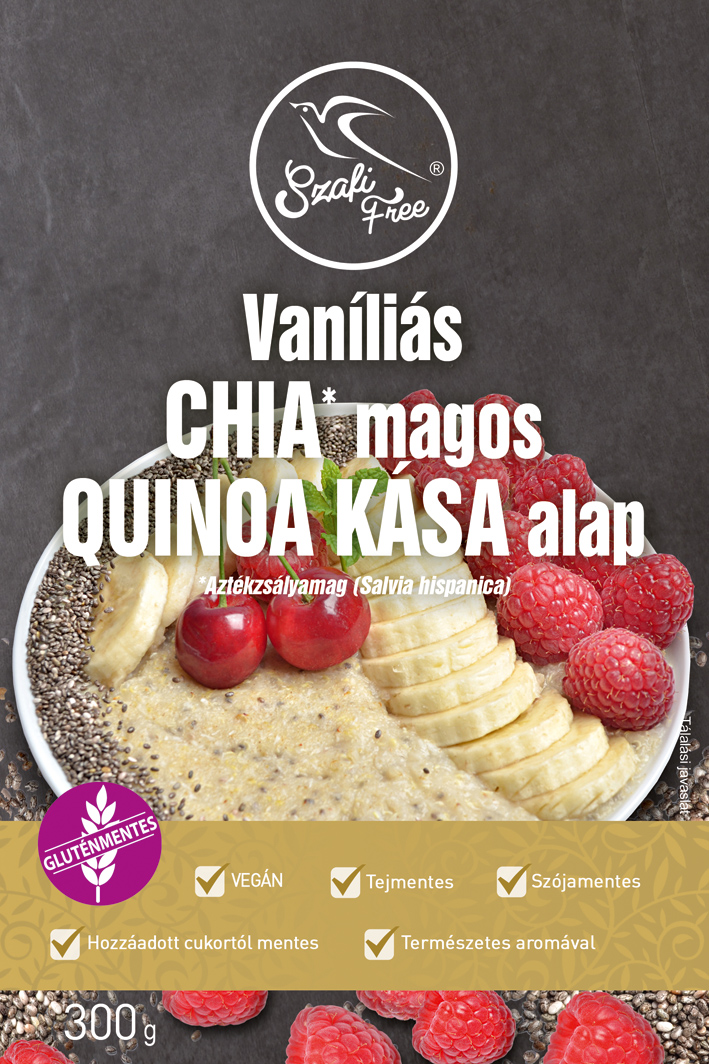 Szafi
Free
®
Vaníliás
CHIA* magos
QUINOA KÁSA alap
*Aztékzsályamag (Salvia hispanica)
Tálalási javaslat
GLUTÉNMENTES
VEGÁN
Tejmentes
Szójamentes
Hozzáadott cukortól mentes
Természetes aromával
300 g